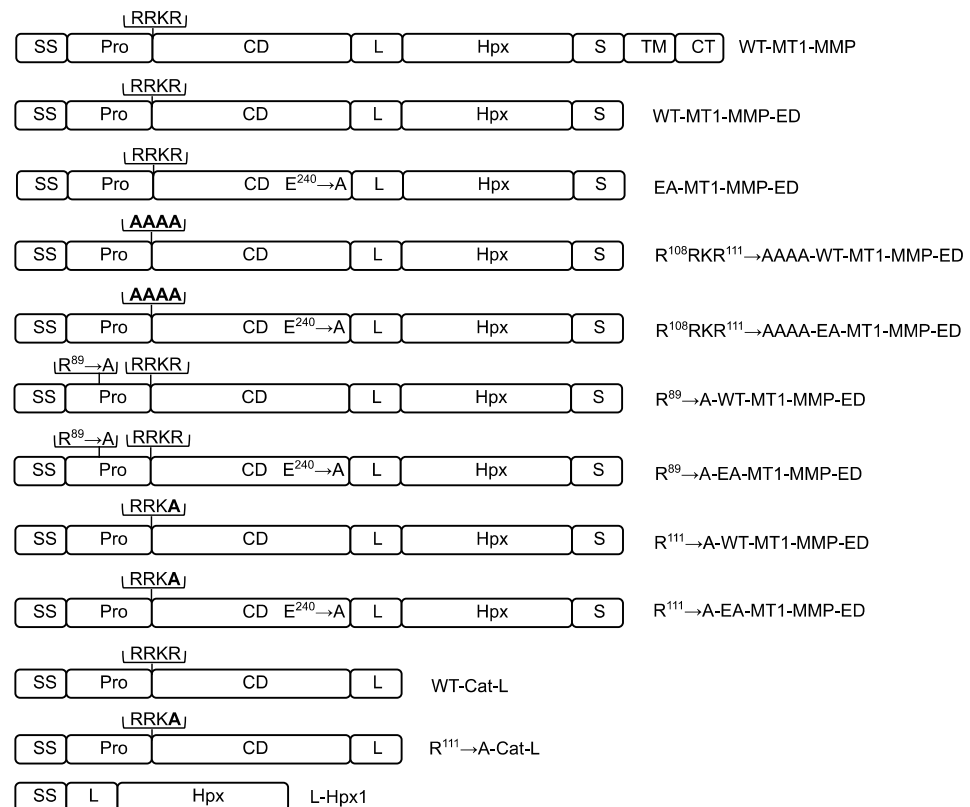 RRKR
SS Pro CD L Hpx S TM CT WT-MT1-MMP
RRKR
SS Pro CD L Hpx S WT-MT1-MMP-ED
RRKR
SS Pro CD E²⁴⁰→A L Hpx S EA-MT1-MMP-ED
AAAA
SS Pro CD L Hpx S R¹⁰⁸RKR¹¹¹→AAAA-WT-MT1-MMP-ED
AAAA
SS Pro CD E²⁴⁰→A L Hpx S R¹⁰⁸RKR¹¹¹→AAAA-EA-MT1-MMP-ED
R⁸⁹→A RRKR
SS Pro CD L Hpx S R⁸⁹→A-WT-MT1-MMP-ED
R⁸⁹→A RRKR
SS Pro CD E²⁴⁰→A L Hpx S R⁸⁹→A-EA-MT1-MMP-ED
RRKA
SS Pro CD L Hpx S R¹¹¹→A-WT-MT1-MMP-ED
RRKA
SS Pro CD E²⁴⁰→A L Hpx S R¹¹¹→A-EA-MT1-MMP-ED
RRKR
SS Pro CD L WT-Cat-L
RRKA
SS Pro CD L R¹¹¹→A-Cat-L
SS L Hpx L-Hpx1